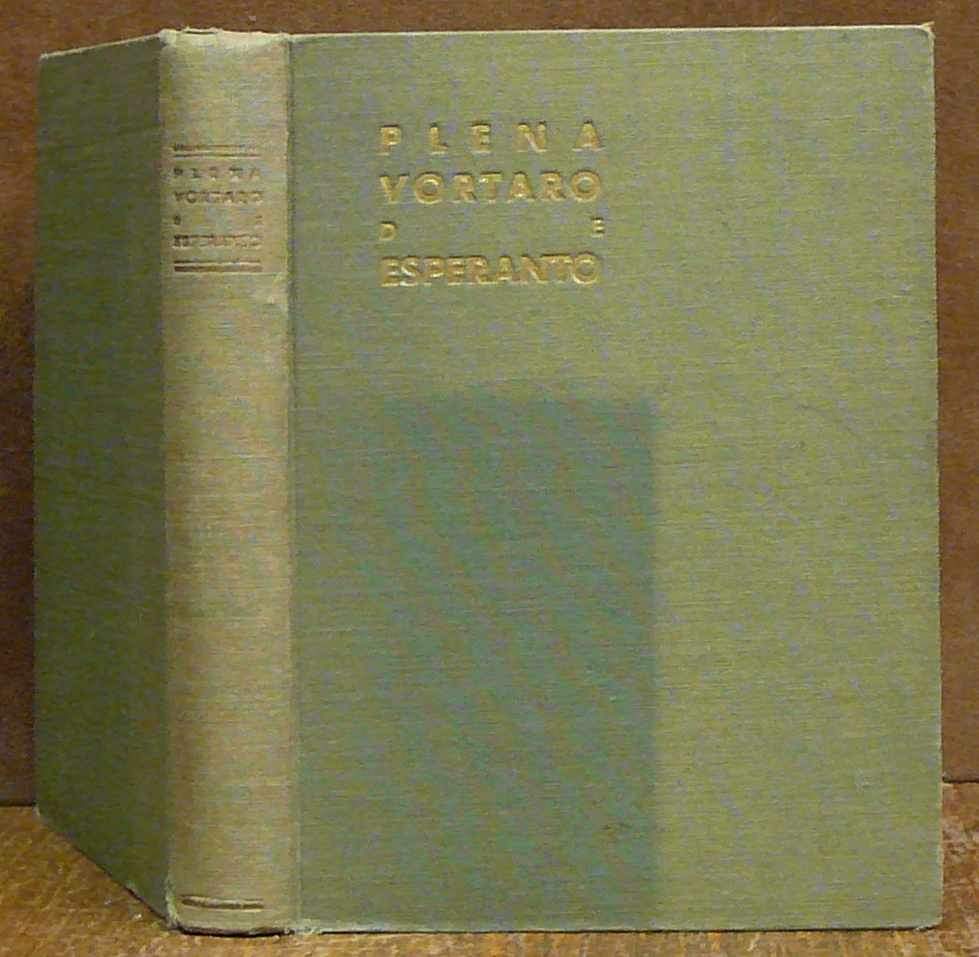 PLENA
VORTARO
DE
ESPERANTO
PLENA
VORTARO
DE
ESPERANTO